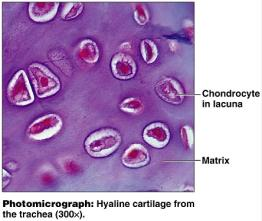 Chondrocyte
in lacuna
Matrix
Photomicrograph: Hyaline cartilage from
the trachea (300×).